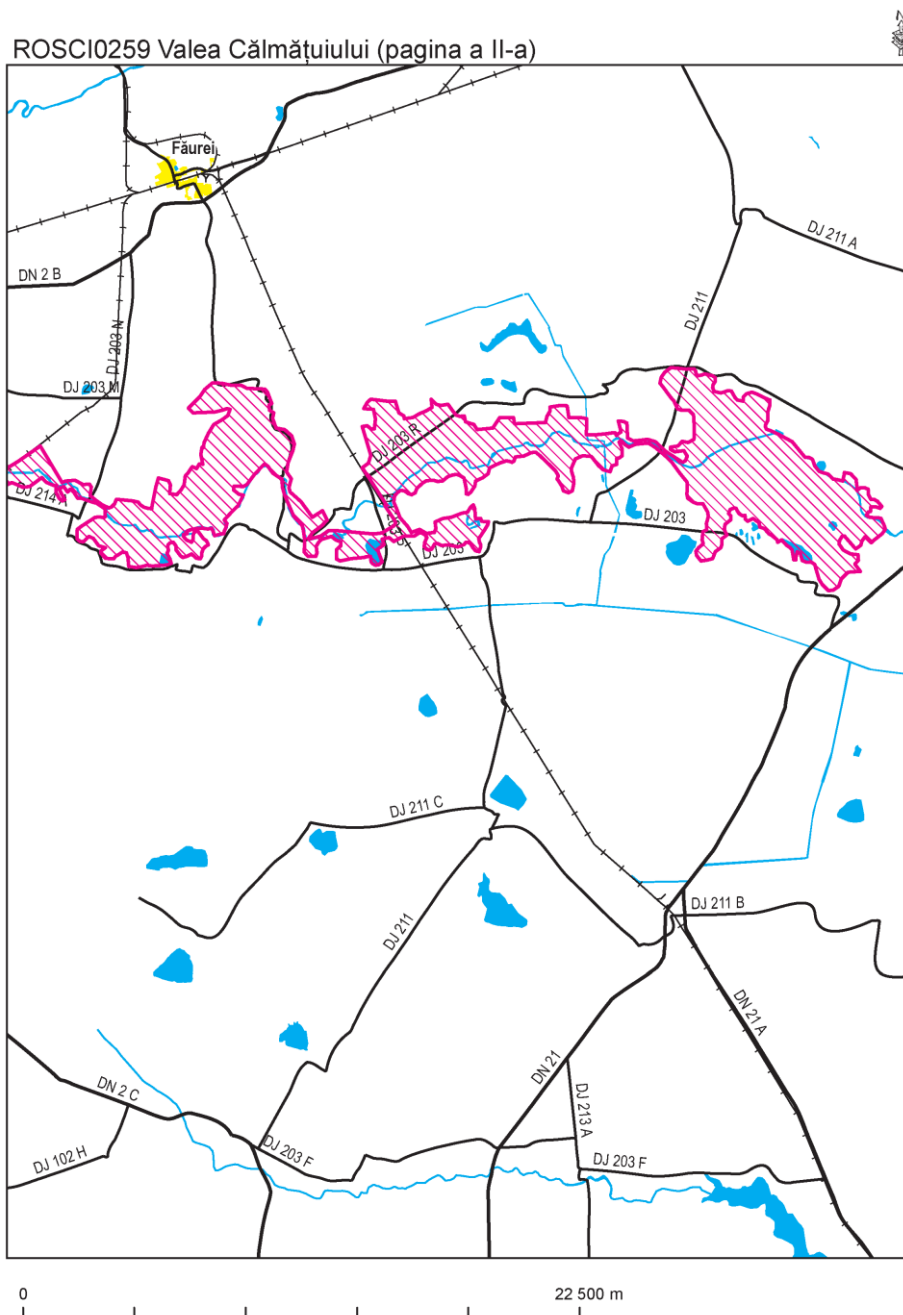 ROSCI0259 Valea Călmățuiului (pagina a II-a)
N
Făurei
DJ 211 A
DN 2 B
DJ 211
DJ 203 N
DJ 203 M
DJ 203 R
DJ 214 A
DJ 203
DJ 203
DJ 211 C
DJ 211 B
DJ 211
DN 21 A
DN 21
DN 2 C
DJ 213 A
DJ 203 F
DJ 203 F
DJ 102 H
0 22 500 m